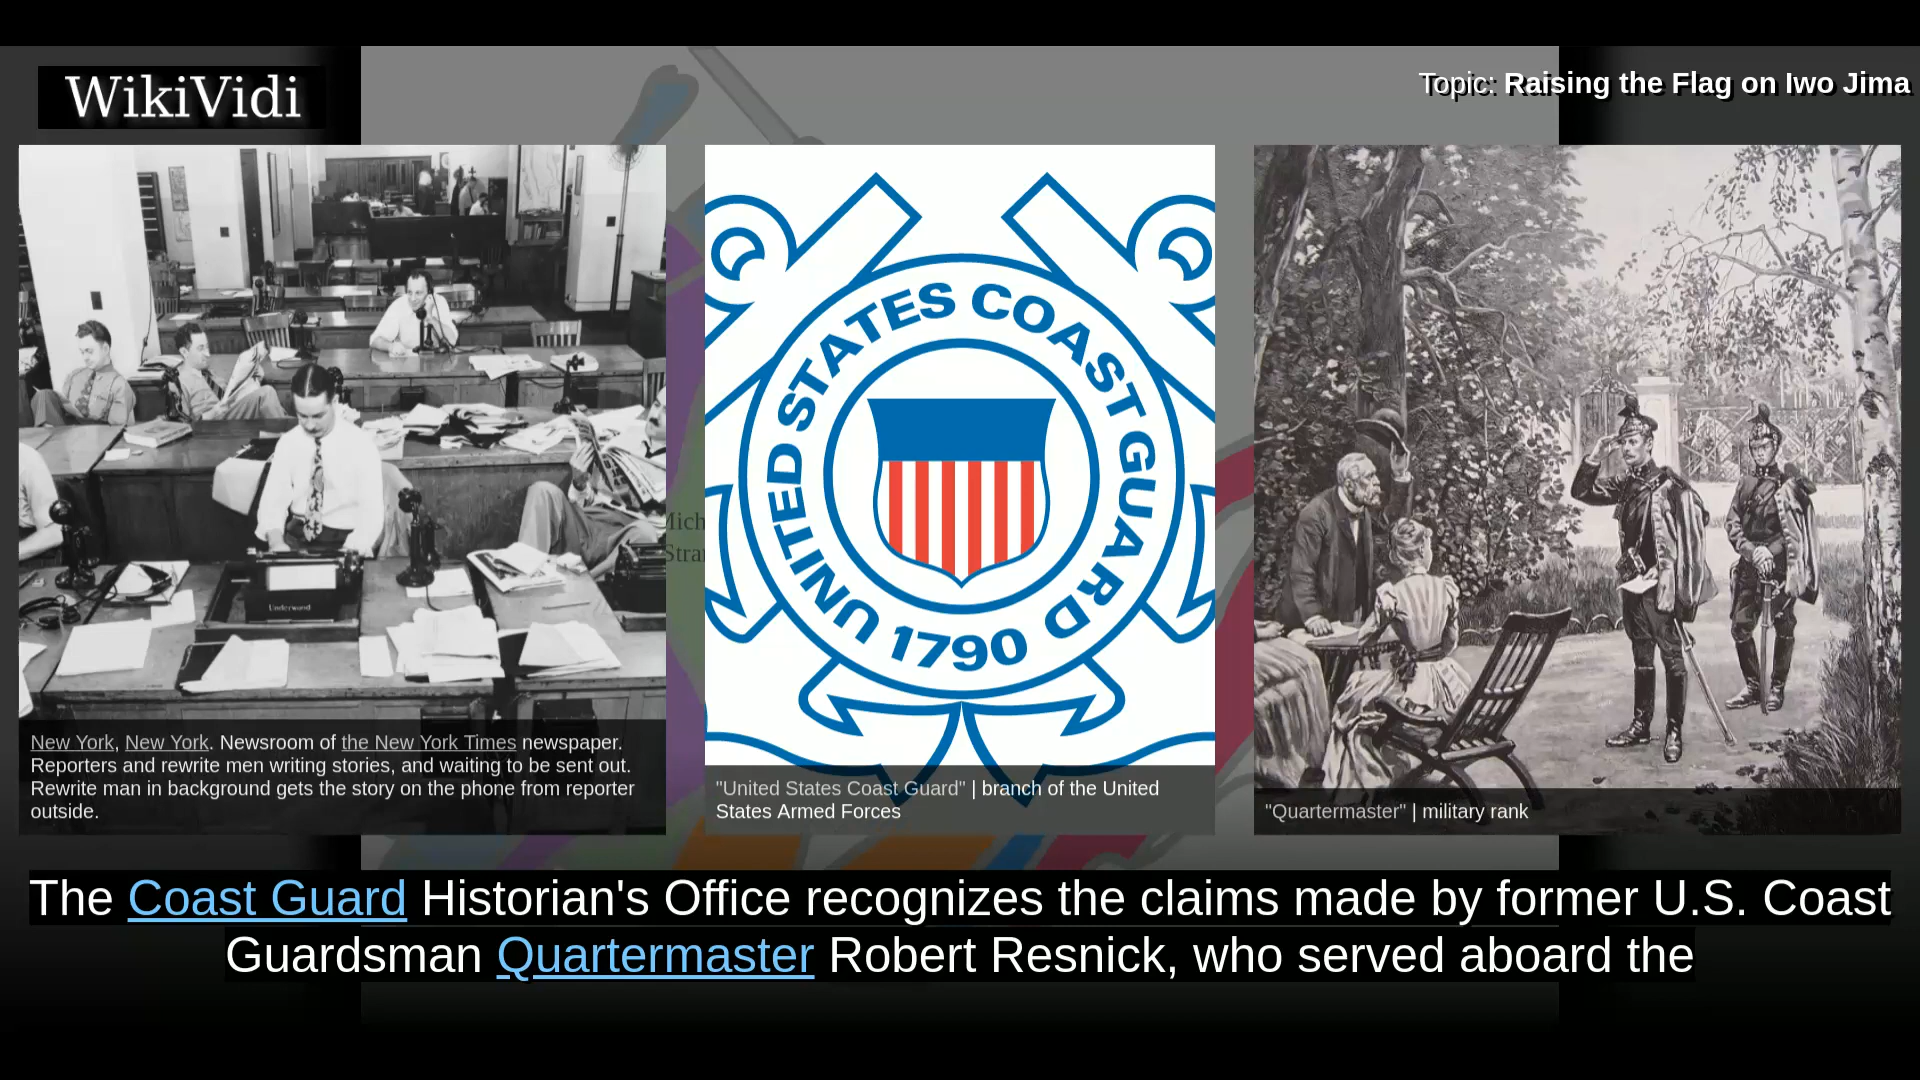 WikiVidi
Topic: Raising the Flag on Iwo Jima
Underwood
New York, New York. Newsroom of the New York Times newspaper.
Reporters and rewrite men writing stories, and waiting to be sent out.
Rewrite man in background gets the story on the phone from reporter
outside.
UNITED STATES COAST GUARD
1790
"United States Coast Guard" | branch of the United
States Armed Forces
"Quartermaster" | military rank
The Coast Guard Historian's Office recognizes the claims made by former U.S. Coast
Guardsman Quartermaster Robert Resnick, who served aboard the